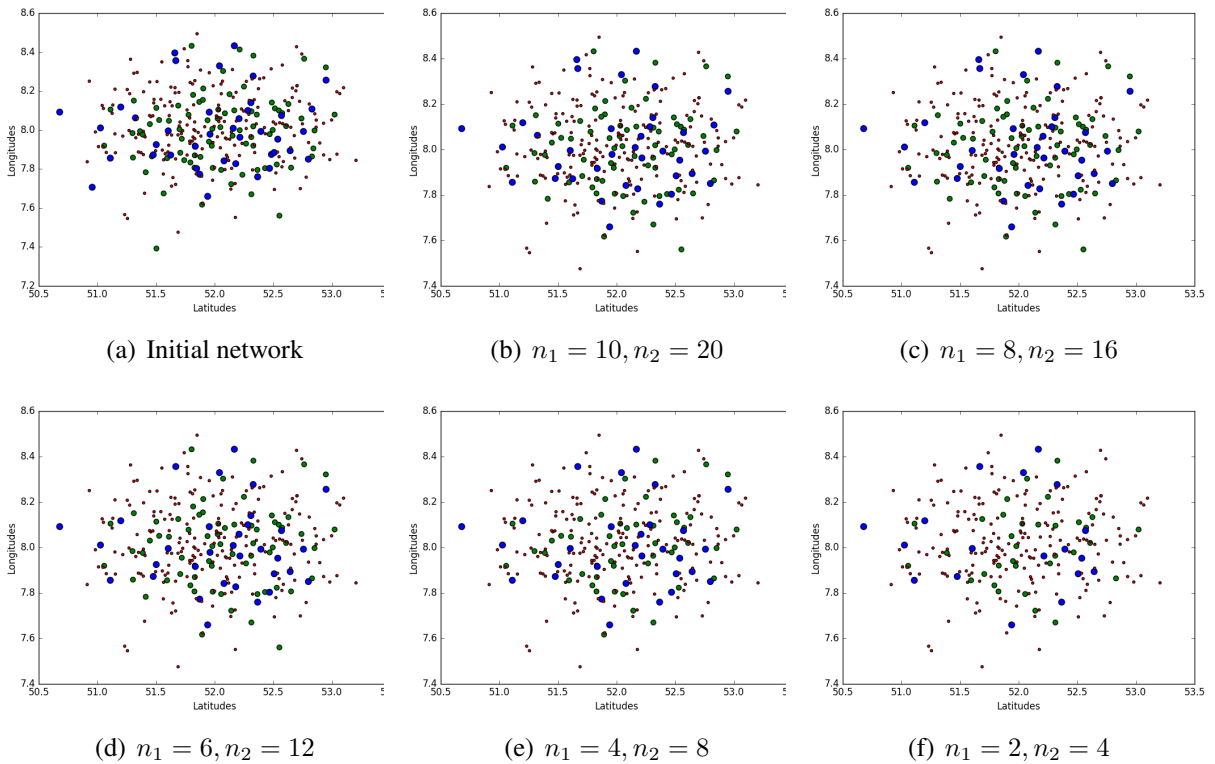 8.6
8.4
8.2
8.0
7.8
7.6
7.4
7.2
Longitudes
50.5 51.0 51.5 52.0 52.5 53.0 5
Latitudes
(a) Initial network
8.6
8.4
8.2
8.0
7.8
7.6
7.4
Longitudes
50.5 51.0 51.5 52.0 52.5 53.0 5
Latitudes
(b) n₁ = 10, n₂ = 20
8.6
8.4
8.2
8.0
7.8
7.6
7.4
Longitudes
50.5 51.0 51.5 52.0 52.5 53.0 53.5
Latitudes
(c) n₁ = 8, n₂ = 16
8.6
8.4
8.2
8.0
7.8
7.6
7.4
Longitudes
50.5 51.0 51.5 52.0 52.5 53.0 5
Latitudes
(d) n₁ = 6, n₂ = 12
8.6
8.4
8.2
8.0
7.8
7.6
7.4
Longitudes
50.5 51.0 51.5 52.0 52.5 53.0 5
Latitudes
(e) n₁ = 4, n₂ = 8
8.6
8.4
8.2
8.0
7.8
7.6
7.4
Longitudes
50.5 51.0 51.5 52.0 52.5 53.0 53.5
Latitudes
(f) n₁ = 2, n₂ = 4